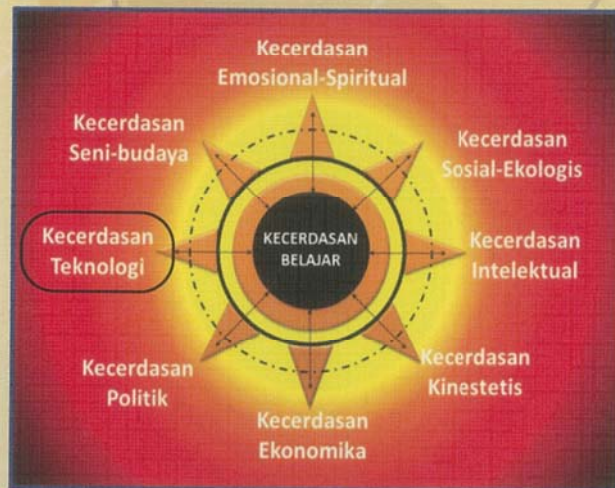 Kecerdasan
Emosional-Spiritual
Kecerdasan
Seni-budaya
Kecerdasan
Sosial-Ekologis
Kecerdasan
Teknologi
KECERDASAN
BELAJAR
Kecerdasan
Intelektual
Kecerdasan
Politik
Kecerdasan
Kinestetis
Kecerdasan
Ekonomika